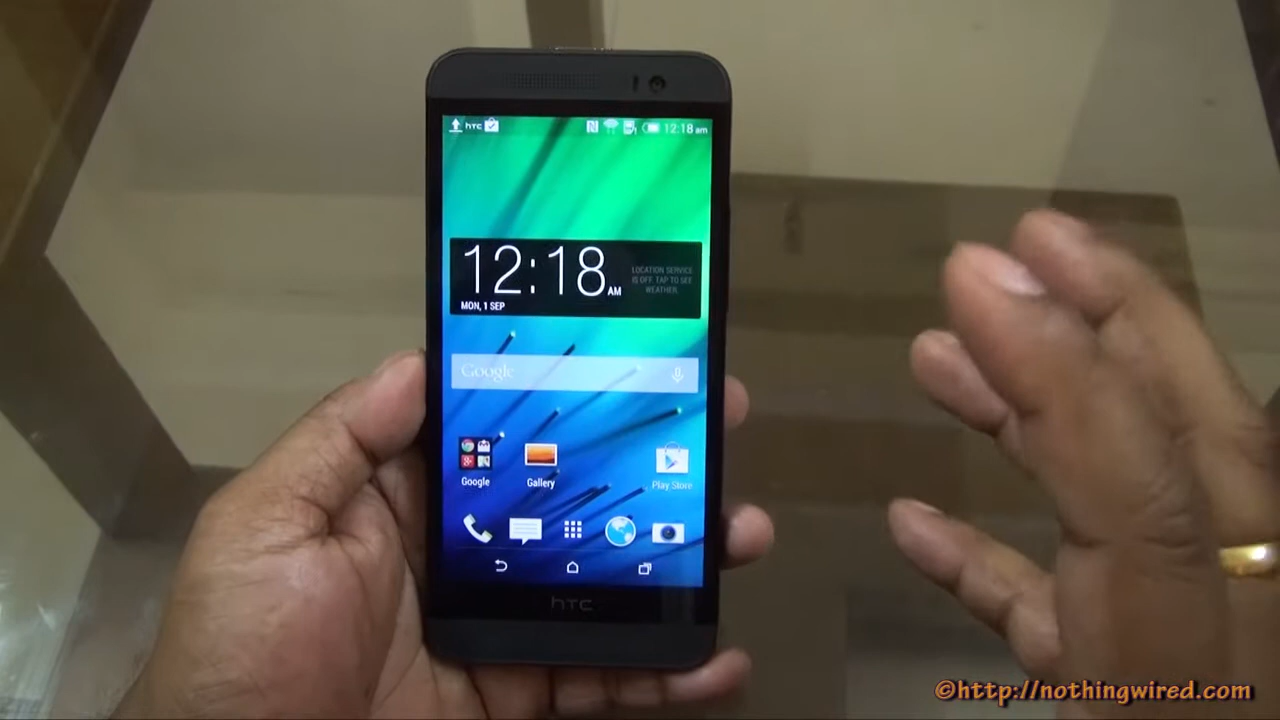 hTC 12:18 am
12:18 AM
LOCATION SERVICE
IS OFF. TAP TO SEE
WEATHER.
MON, 1 SEP
Google
Google
Gallery
Play Store
hTC
©http://nothingwired.com